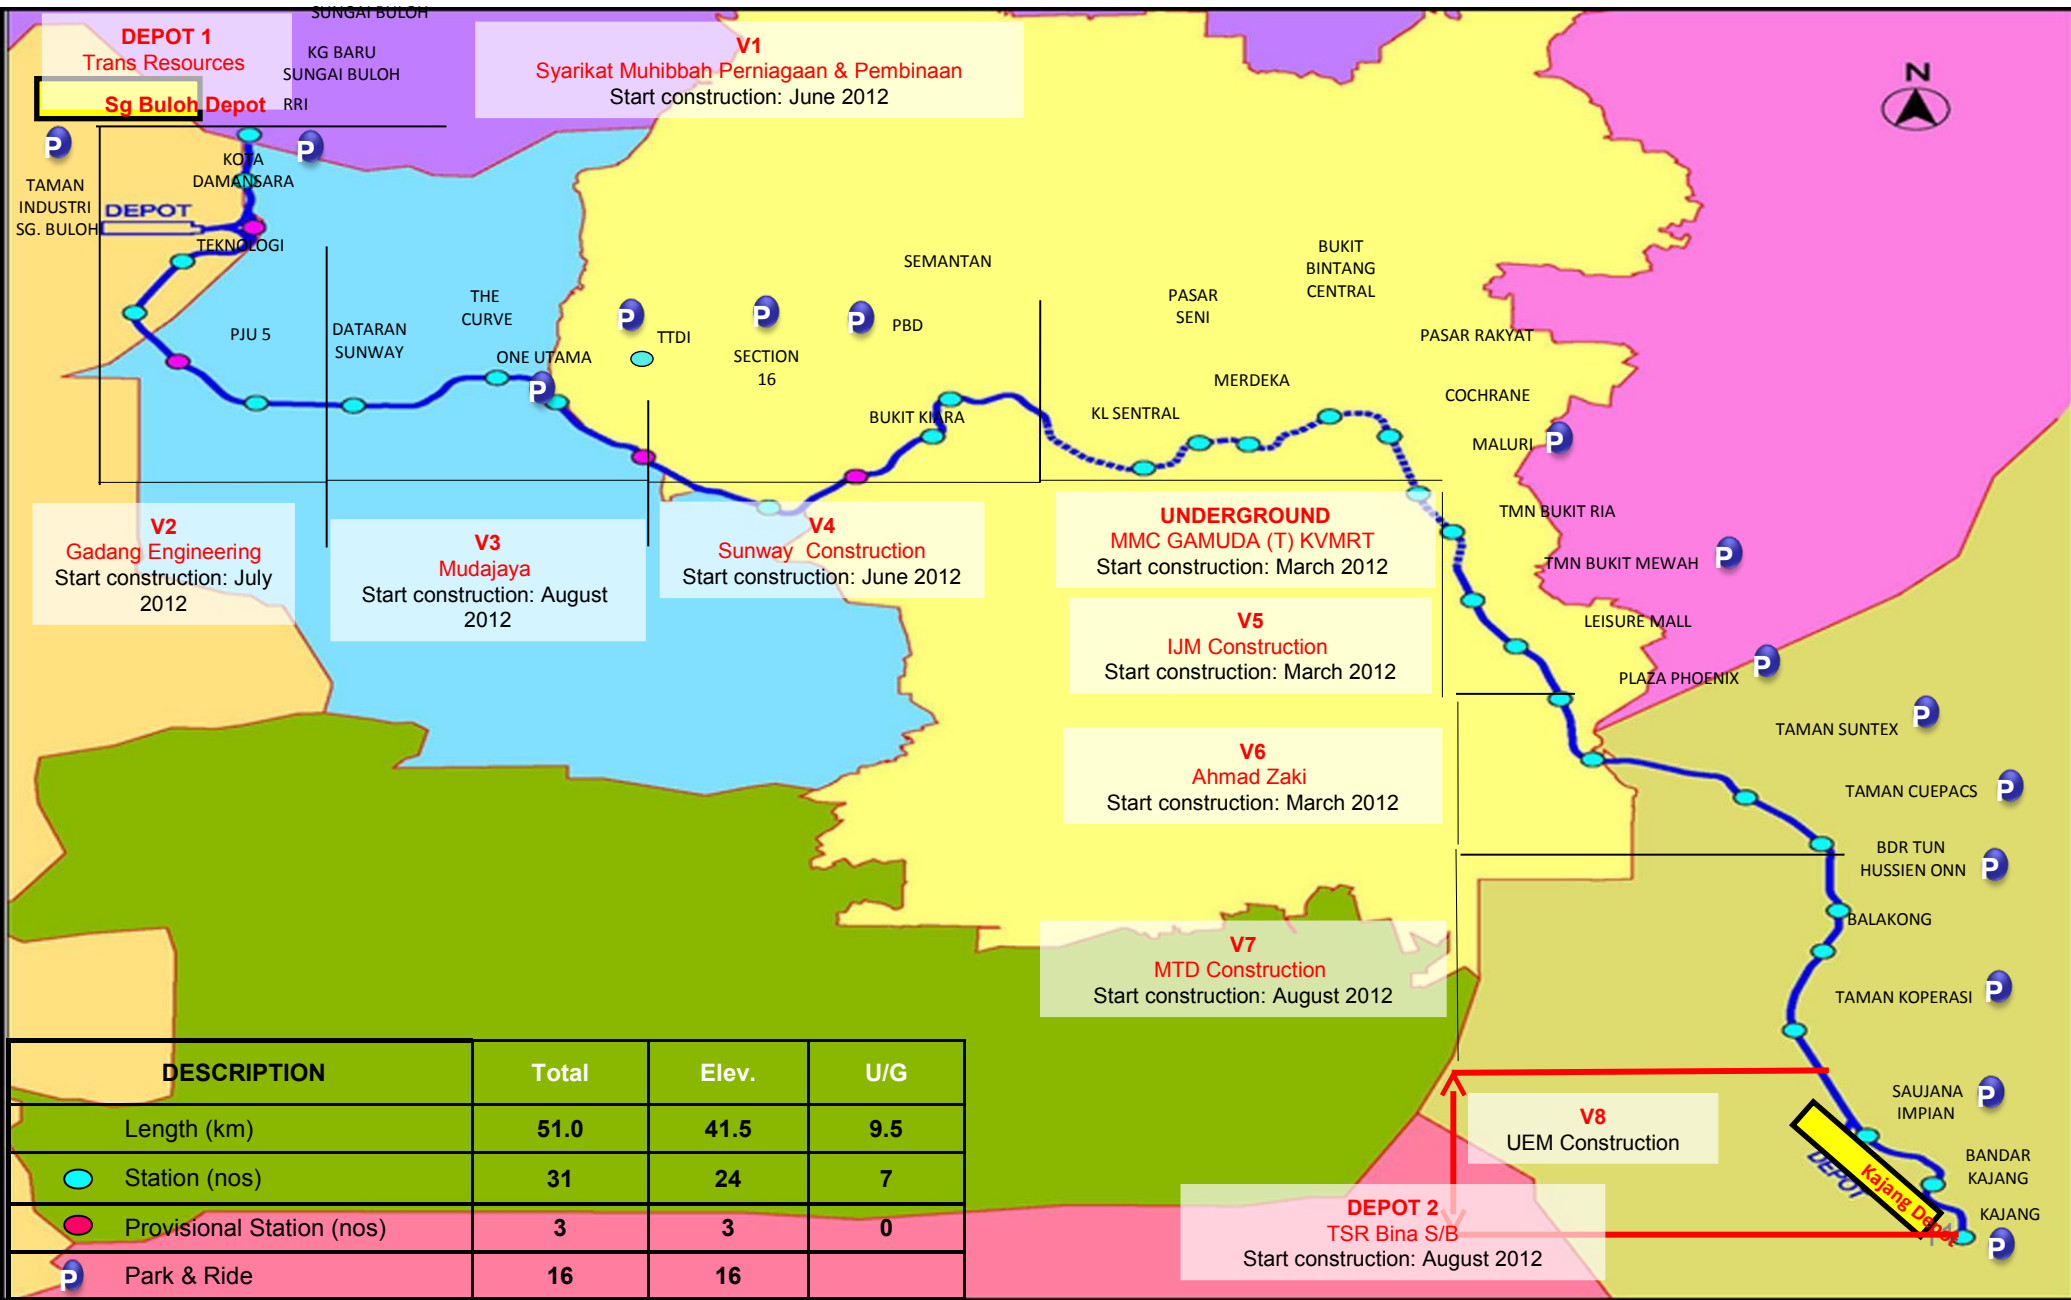 SUNGAI BULOH
DEPOT 1
Trans Resources
Sg Buloh Depot
KG BARU
SUNGAI BULOH
RRI
V1
Syarikat Muhibbah Perniagaan & Pembinaan
Start construction: June 2012
N
P
P
KOTA
DAMANSARA
TAMAN
INDUSTRI
SG. BULOH
DEPOT
TEKNOLOGI
PJU 5
DATARAN
SUNWAY
THE
CURVE
ONE UTAMA
P
P
TTDI
P
SECTION
16
P
PBD
SEMANTAN
BUKIT KIARA
PASAR
SENI
BUKIT
BINTANG
CENTRAL
KL SENTRAL
MERDEKA
PASAR RAKYAT
COCHRANE
MALURI
P
TMN BUKIT RIA
TMN BUKIT MEWAH
P
LEISURE MALL
PLAZA PHOENIX
P
TAMAN SUNTEX
P
TAMAN CUEPACS
P
BDR TUN
HUSSIEN ONN
P
BALAKONG
TAMAN KOPERASI
P
SAUJANA
IMPIAN
P
BANDAR
KAJANG
KAJANG
P
DEPOT
Kajang Depot
V2
Gadang Engineering
Start construction: July
2012
V3
Mudajaya
Start construction: August
2012
V4
Sunway Construction
Start construction: June 2012
UNDERGROUND
MMC GAMUDA (T) KVMRT
Start construction: March 2012
V5
IJM Construction
Start construction: March 2012
V6
Ahmad Zaki
Start construction: March 2012
V7
MTD Construction
Start construction: August 2012
V8
UEM Construction
DEPOT 2
TSR Bina S/B
Start construction: August 2012
DESCRIPTION Total Elev. U/G
Length (km) 51.0 41.5 9.5
Station (nos) 31 24 7
Provisional Station (nos) 3 3 0
P Park & Ride 16 16